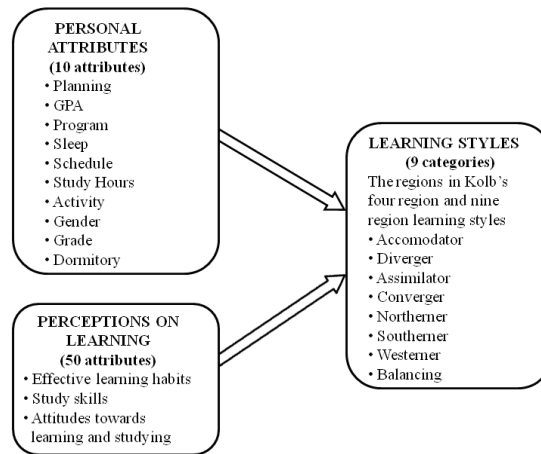 PERSONAL
ATTRIBUTES
(10 attributes)
• Planning
• GPA
• Program
• Sleep
• Schedule
• Study Hours
• Activity
• Gender
• Grade
• Dormitory
PERCEPTIONS ON
LEARNING
(50 attributes)
• Effective learning habits
• Study skills
• Attitudes towards
learning and studying
LEARNING STYLES
(9 categories)
The regions in Kolb's
four region and nine
region learning styles
• Accomodator
• Diverger
• Assimilator
• Converger
• Northerner
• Southerner
• Westerner
• Balancing